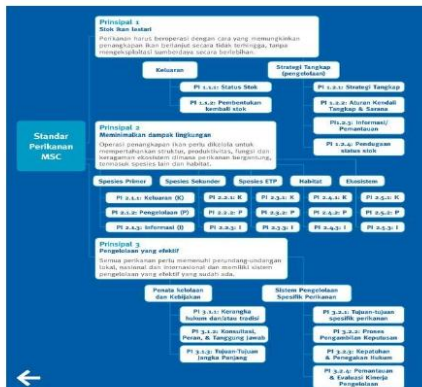 Prinsipal 1
Stok ikan lestari
Perikanan harus beroperasi dengan cara yang memungkinkan
penangkapan ikan berlanjut secara tidak terhingga, tanpa
mengeksploitasi sumberdaya secara berlebihan.
Keluaran
Strategi Tangkap
(pengelolaan)
PI 1.1.1: Status Stok
PI 1.1.2: Pembentukan
kembali stok
PI 1.2.1: Strategi Tangkap
PI 1.2.2: Aturan Kendali
Tangkap & Sarana
PI1.2.3: Informasi/
Pemantauan
PI 1.2.4: Pendugaan
status stok
Standar
Perikanan
MSC
Prinsipal 2
Meminimalkan dampak lingkungan
Operasi penangkapan ikan perlu dikelola untuk
mempertahankan struktur, produktivitas, fungsi dan
keragaman ekosistem dimana perikanan bergantung,
termasuk spesies lain dan habitat.
Spesies Primer
Spesies Sekunder
Spesies ETP
Habitat
Ekosistem
PI 2.1.1: Keluaran (K)
PI 2.2.1: K
PI 2.3.1: K
PI 2.4.1: K
PI 2.5.1: K
PI 2.1.2: Pengelolaan (P)
PI 2.2.2: P
PI 2.3.2: P
PI 2.4.2: P
PI 2.5.2: P
PI 2.1.3: Informasi (I)
PI 2.2.3: I
PI 2.3.3: I
PI 2.4.3: I
PI 2.5.3: I
Prinsipal 3
Pengelolaan yang efektif
Semua perikanan perlu memenuhi perundang-undangan
lokal, nasional dan internasional dan memiliki sistem
pengelolaan yang efektif yang sudah ada.
Penata kelolaan
dan Kebijakan
Sistem Pengelolaan
Spesifik Perikanan
PI 3.1.1: Kerangka
hukum dan/atau tradisi
PI 3.1.2: Konsultasi,
Peran, & Tanggung Jawab
PI 3.1.3: Tujuan-Tujuan
Jangka Panjang
PI 3.2.1: Tujuan-tujuan
spesifik perikanan
PI 3.2.2: Proses
Pengambilan Keputusan
PI 3.2.3: Kepatuhan
& Penegakan Hukum
PI 3.2.4: Pemantauan
& Evaluasi Kinerja
Pengelolaan